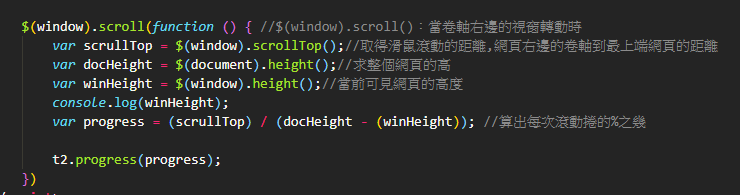 $(window).scroll(function () { //$(window).scroll()：當卷軸右邊的視窗轉動時
var scrullTop = $(window).scrollTop();//取得滑鼠滾動的距離,網頁右邊的卷軸到最上端網頁的距離
var docHeight = $(document).height();//求整個網頁的高
var winHeight = $(window).height();//當前可見網頁的高度
console.log(winHeight);
var progress = (scrullTop) / (docHeight - (winHeight)); //算出每次滾動捲的%之幾
t2.progress(progress);
})